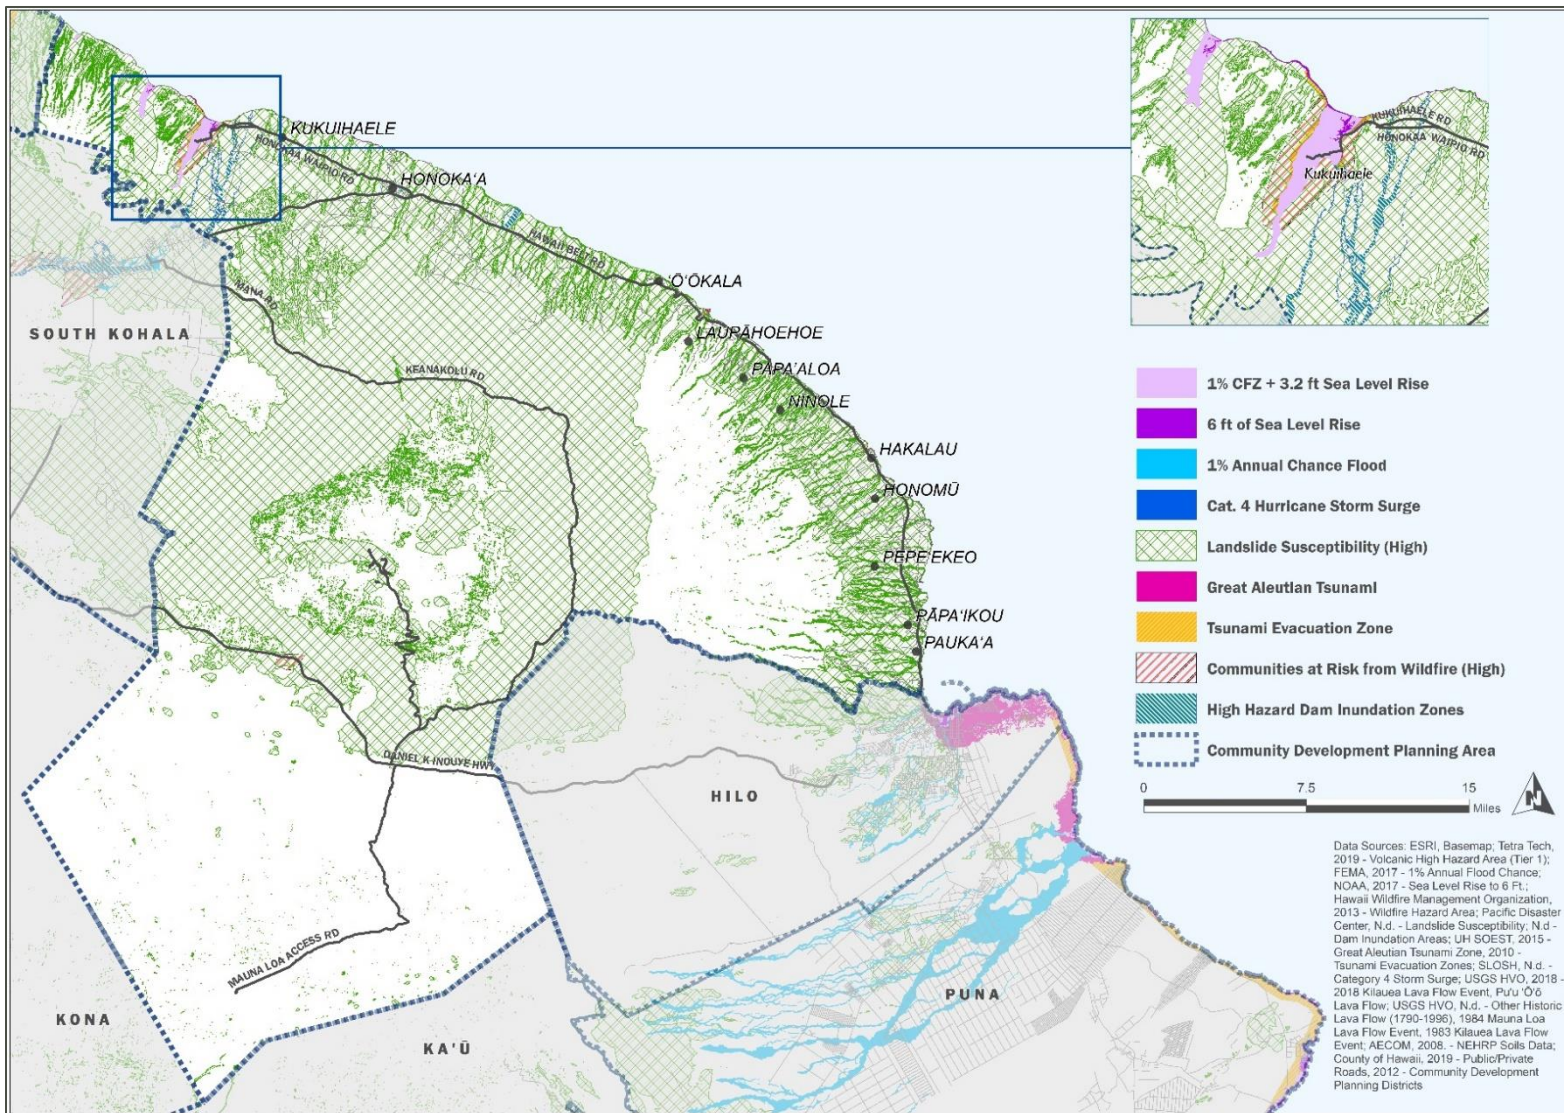 KUKUIHAELE
HONOKAA WAIPIO RD
HONOKA'A
HAWAII BELT RD
'Ō'ŌKALA
MANA RD
SOUTH KOHALA
LAUPĀHOEHOE
KEANAKOLU RD
PĀPA'ALOA
NINOLE
HAKALAU
HONOMŪ
PEPE'EKEO
PĀPA'IKOU
PAUKA'A
DANIEL K INOUYE HWY
HILO
MAUNA LOA ACCESS RD
PUNA
KONA
KA'Ū
KUKUIHAELE RD
HONOKAA WAIPIO RD
Kukuihaele
1% CFZ + 3.2 ft Sea Level Rise
6 ft of Sea Level Rise
1% Annual Chance Flood
Cat. 4 Hurricane Storm Surge
Landslide Susceptibility (High)
Great Aleutian Tsunami
Tsunami Evacuation Zone
Communities at Risk from Wildfire (High)
High Hazard Dam Inundation Zones
Community Development Planning Area
0 7.5 15
Miles
N
Data Sources: ESRI, Basemap; Tetra Tech,
2019 - Volcanic High Hazard Area (Tier 1);
FEMA, 2017 - 1% Annual Flood Chance;
NOAA, 2017 - Sea Level Rise to 6 Ft.;
Hawaii Wildfire Management Organization,
2013 - Wildfire Hazard Area; Pacific Disaster
Center, N.d. - Landslide Susceptibility; N.d -
Dam Inundation Areas; UH SOEST, 2015 -
Great Aleutian Tsunami Zone, 2010 -
Tsunami Evacuation Zones; SLOSH, N.d. -
Category 4 Storm Surge; USGS HVO, 2018 -
2018 Kilauea Lava Flow Event, Pu'u 'Ō'ō
Lava Flow; USGS HVO, N.d. - Other Historic
Lava Flow (1790-1996), 1984 Mauna Loa
Lava Flow Event, 1983 Kilauea Lava Flow
Event; AECOM, 2008. - NEHRP Soils Data;
County of Hawaii, 2019 - Public/Private
Roads, 2012 - Community Development
Planning Districts